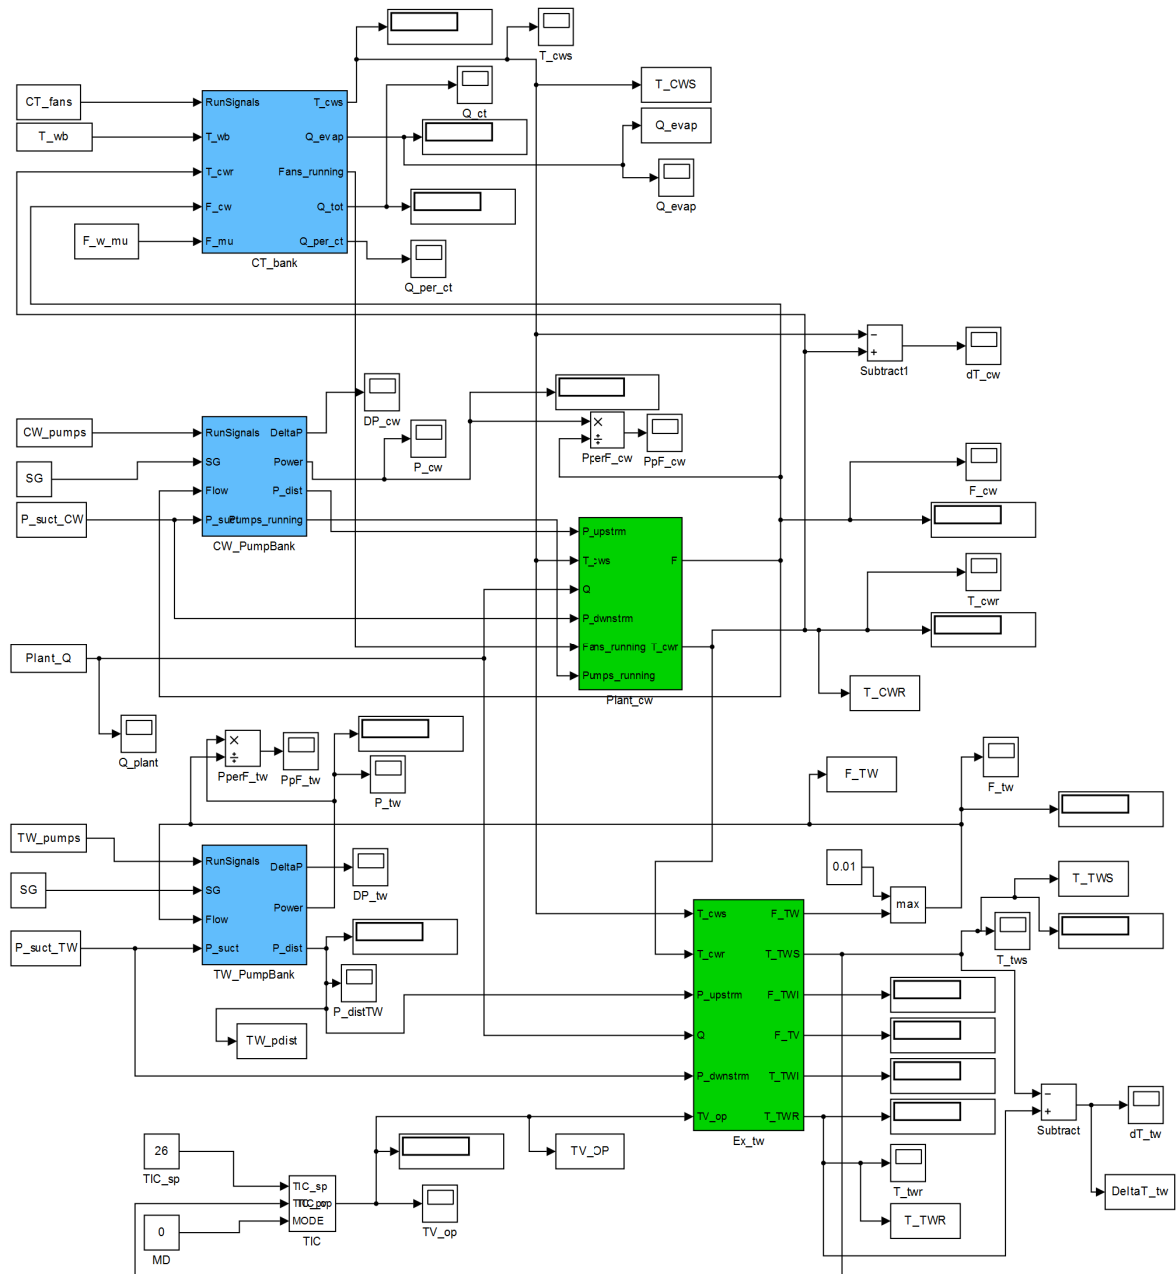 T_cws
CT_fans
T_wb
F_w_mu
RunSignals
T_wb
T_cwr
F_cw
F_mu
T_cws
Q_evap
Fans_running
Q_tot
Q_per_ct
CT_bank
Q_ct
T_CWS
Q_evap
Q_evap
Q_per_ct
−
+
Subtract1
dT_cw
DP_cw
CW_pumps
SG
P_suct_CW
RunSignals
SG
Flow
P_suct
DeltaP
Power
P_dist
Pumps_running
CW_PumpBank
P_cw
×
÷
PperF_cw
PpF_cw
F_cw
P_upstrm
T_cws
Q
P_dwnstrm
Fans_running
Pumps_running
F
T_cwr
Plant_cw
T_cwr
T_CWR
Plant_Q
Q_plant
×
÷
PperF_tw
PpF_tw
P_tw
F_TW
F_tw
TW_pumps
SG
P_suct_TW
RunSignals
SG
Flow
P_suct
DeltaP
Power
P_dist
TW_PumpBank
DP_tw
P_distTW
TW_pdist
0.01
max
T_TWS
T_tws
T_cws
T_cwr
P_upstrm
Q
P_dwnstrm
TV_op
F_TW
T_TWS
F_TWI
F_TV
T_TWI
T_TWR
Ex_tw
−
+
Subtract
dT_tw
DeltaT_tw
26
TIC_sp
0
MD
TIC_sp
TIC_pv
TIC_op
MODE
TIC
TV_OP
TV_op
T_twr
T_TWR